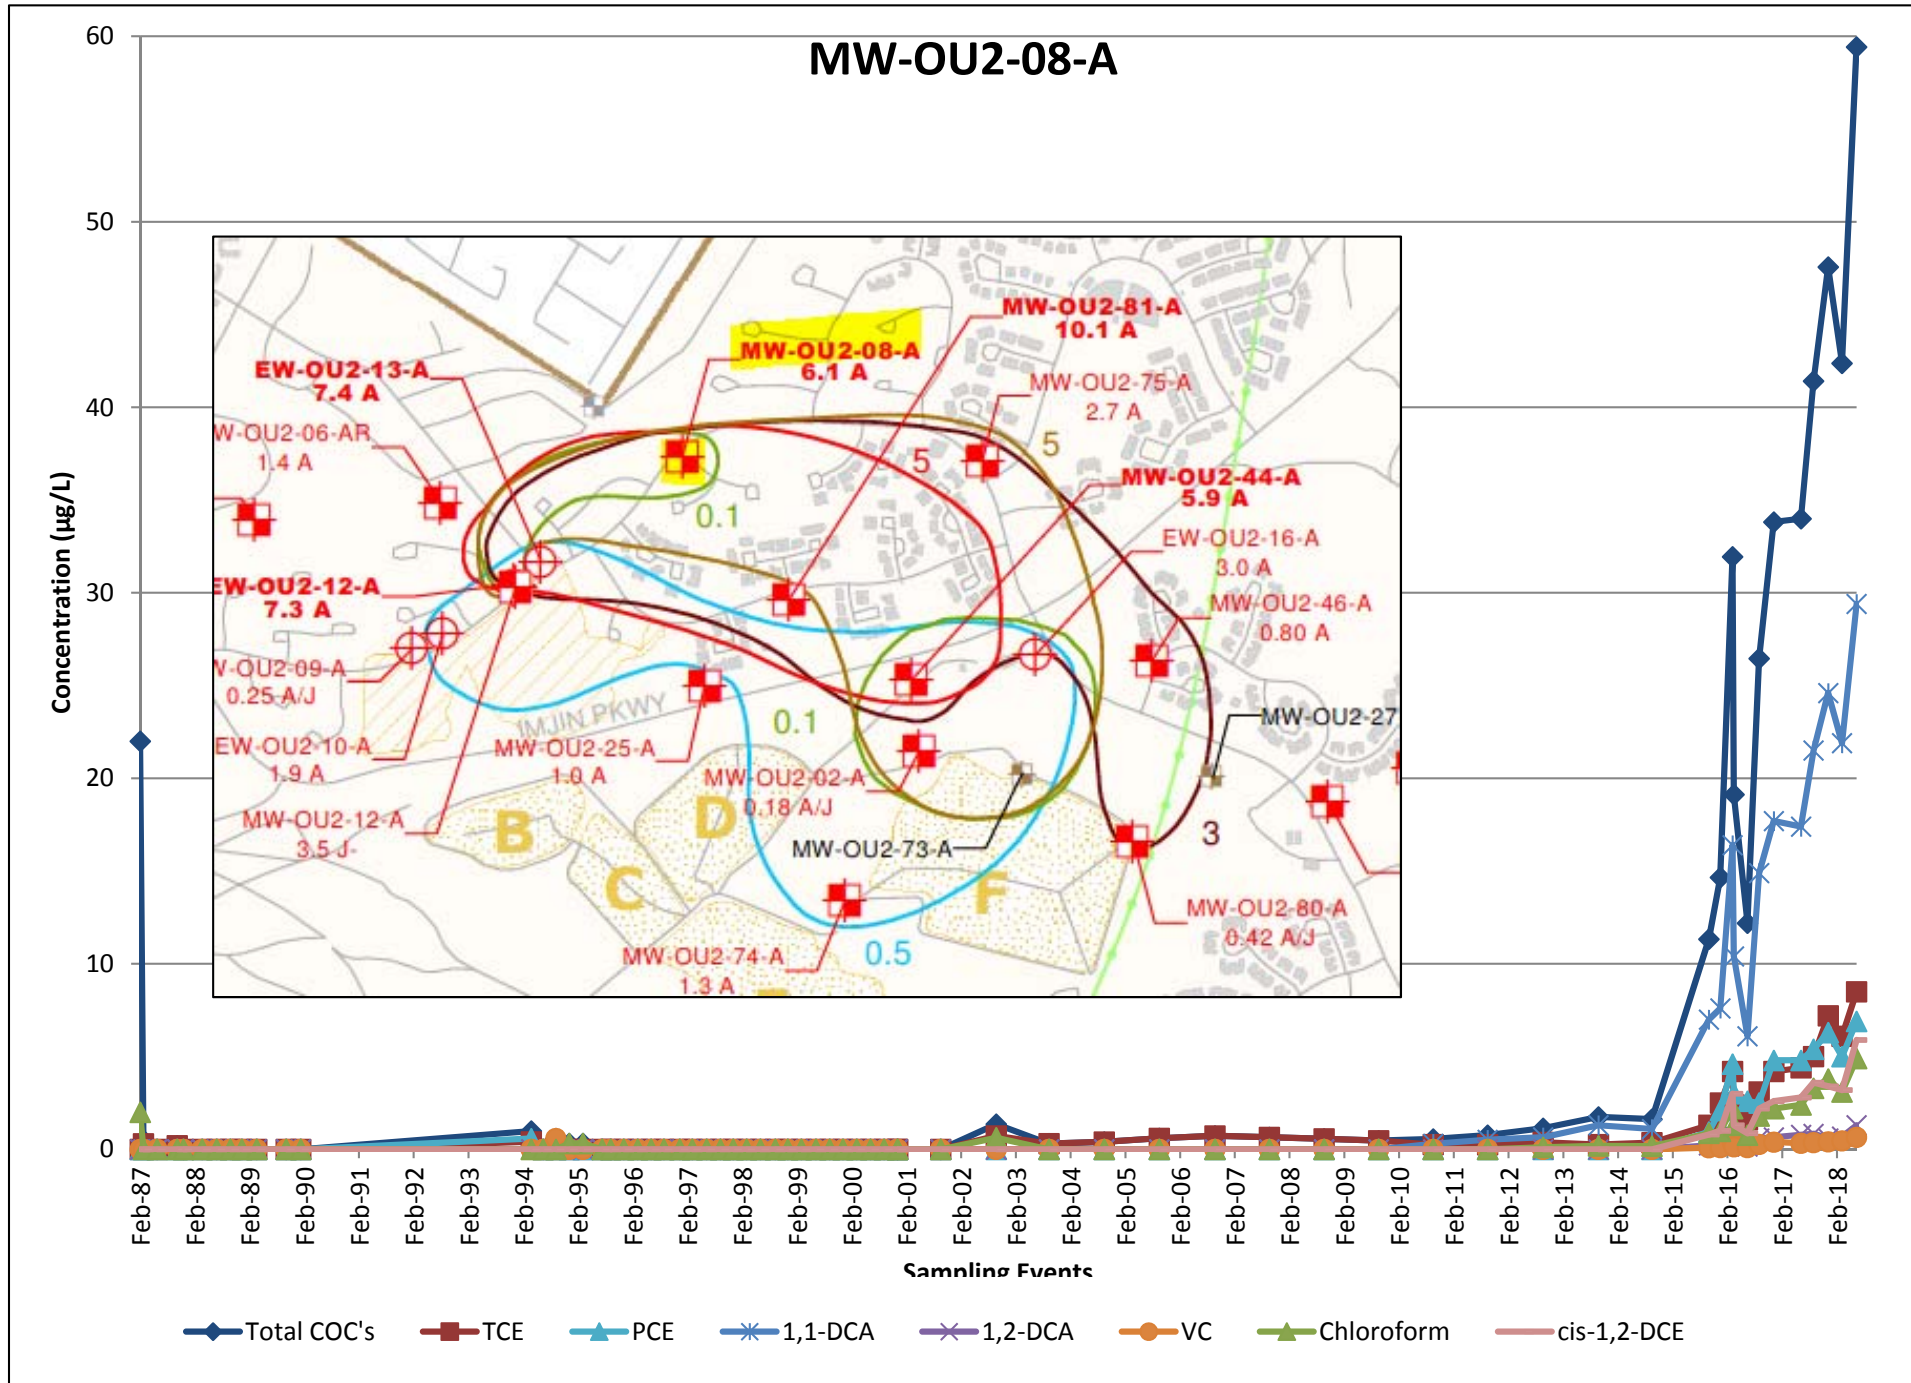 MW-OU2-08-A
60
50
40
30
20
10
0
Concentration (µg/L)
MW-OU2-81-A
10.1 A
MW-OU2-08-A
6.1 A
EW-OU2-13-A
7.4 A
MW-OU2-75-A
2.7 A
W-OU2-06-AR
1.4 A
5
5
MW-OU2-44-A
5.9 A
0.1
EW-OU2-16-A
3.0 A
EW-OU2-12-A
7.3 A
MW-OU2-46-A
0.80 A
W-OU2-09-A
0.25 A/J
IMJIN PKWY
0.1
MW-OU2-27
EW-OU2-10-A
1.9 A
MW-OU2-25-A
1.0 A
MW-OU2-02-A
0.18 A/J
MW-OU2-12-A
3.5 J-
B
D
MW-OU2-73-A
3
C
F
MW-OU2-80-A
0.42 A/J
MW-OU2-74-A
1.3 A
0.5
Feb-87
Feb-88
Feb-89
Feb-90
Feb-91
Feb-92
Feb-93
Feb-94
Feb-95
Feb-96
Feb-97
Feb-98
Feb-99
Feb-00
Feb-01
Feb-02
Feb-03
Feb-04
Feb-05
Feb-06
Feb-07
Feb-08
Feb-09
Feb-10
Feb-11
Feb-12
Feb-13
Feb-14
Feb-15
Feb-16
Feb-17
Feb-18
Sampling Events
Total COC's TCE PCE 1,1-DCA 1,2-DCA VC Chloroform cis-1,2-DCE